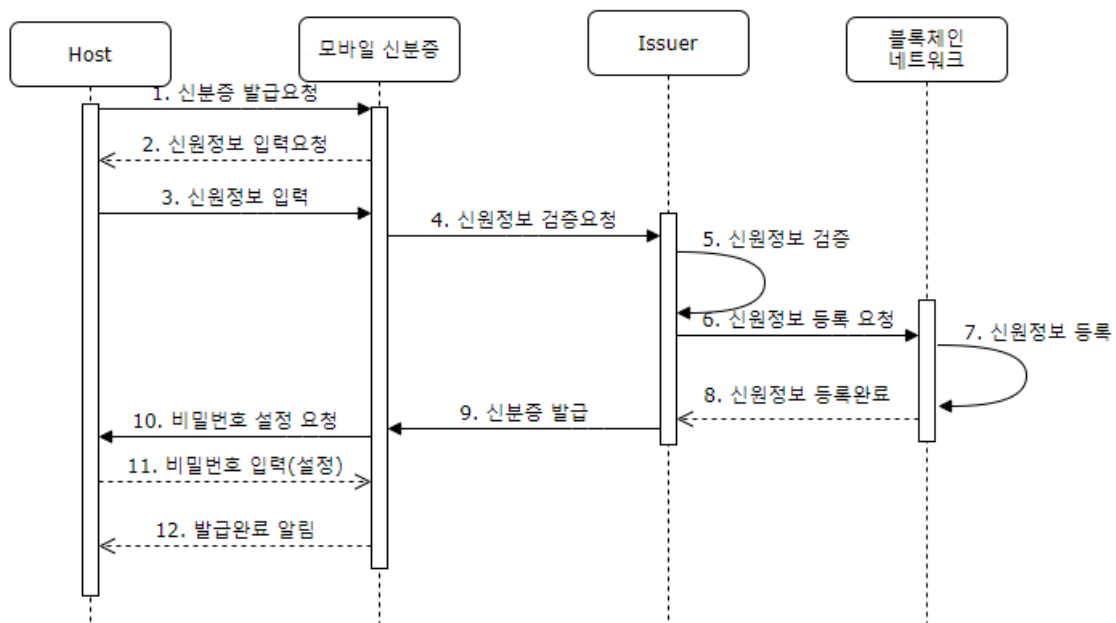 Host
모바일 신분증
Issuer
블록체인
네트워크
1. 신분증 발급요청
2. 신원정보 입력요청
3. 신원정보 입력
4. 신원정보 검증요청
5. 신원정보 검증
6. 신원정보 등록 요청
7. 신원정보 등록
8. 신원정보 등록완료
9. 신분증 발급
10. 비밀번호 설정 요청
11. 비밀번호 입력(설정)
12. 발급완료 알림